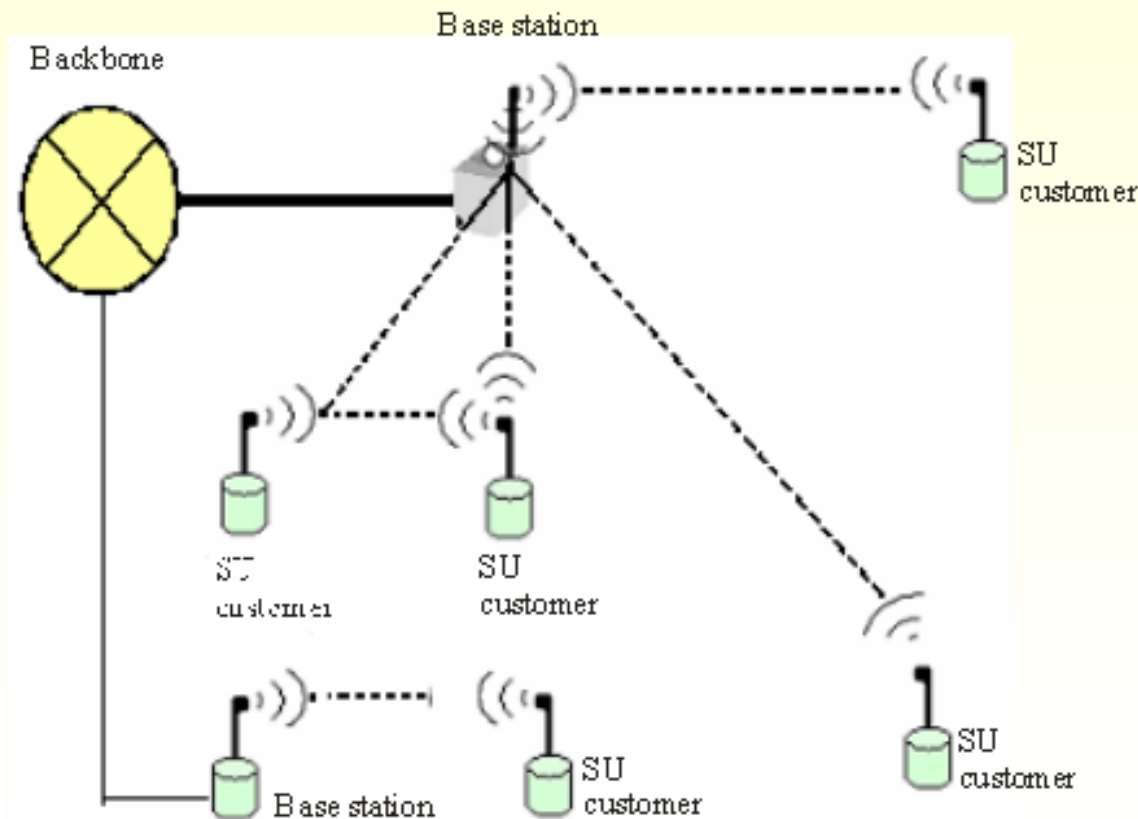 Base station
Backbone
SU
customer
SU
customer
SU
customer
SU
customer
SU
customer
Base station